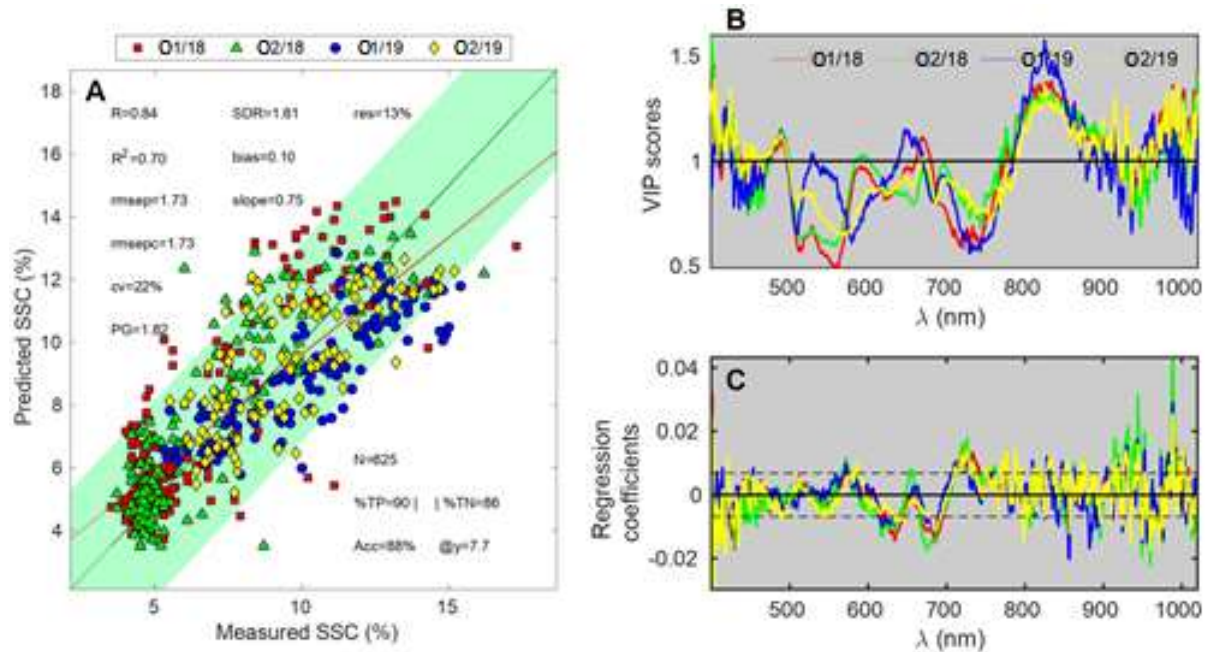 O1/18 O2/18 O1/19 O2/19
A
R=0.84 SDR=1.61 res=13%
R²=0.70 bias=0.10
rmsep=1.73 slope=0.75
rmsepc=1.73
cv=22%
PG=1.82
N=625
%TP=90 | | %TN=86
Acc=88% @y=7.7
18
16
14
12
10
8
6
4
Predicted SSC (%)
5 10 15
Measured SSC (%)
B
O1/18 O2/18 O1/19 O2/19
1.5
1
0.5
VIP scores
500 600 700 800 900 1000
λ (nm)
C
0.04
0.02
0
-0.02
Regression
coefficients
500 600 700 800 900 1000
λ (nm)